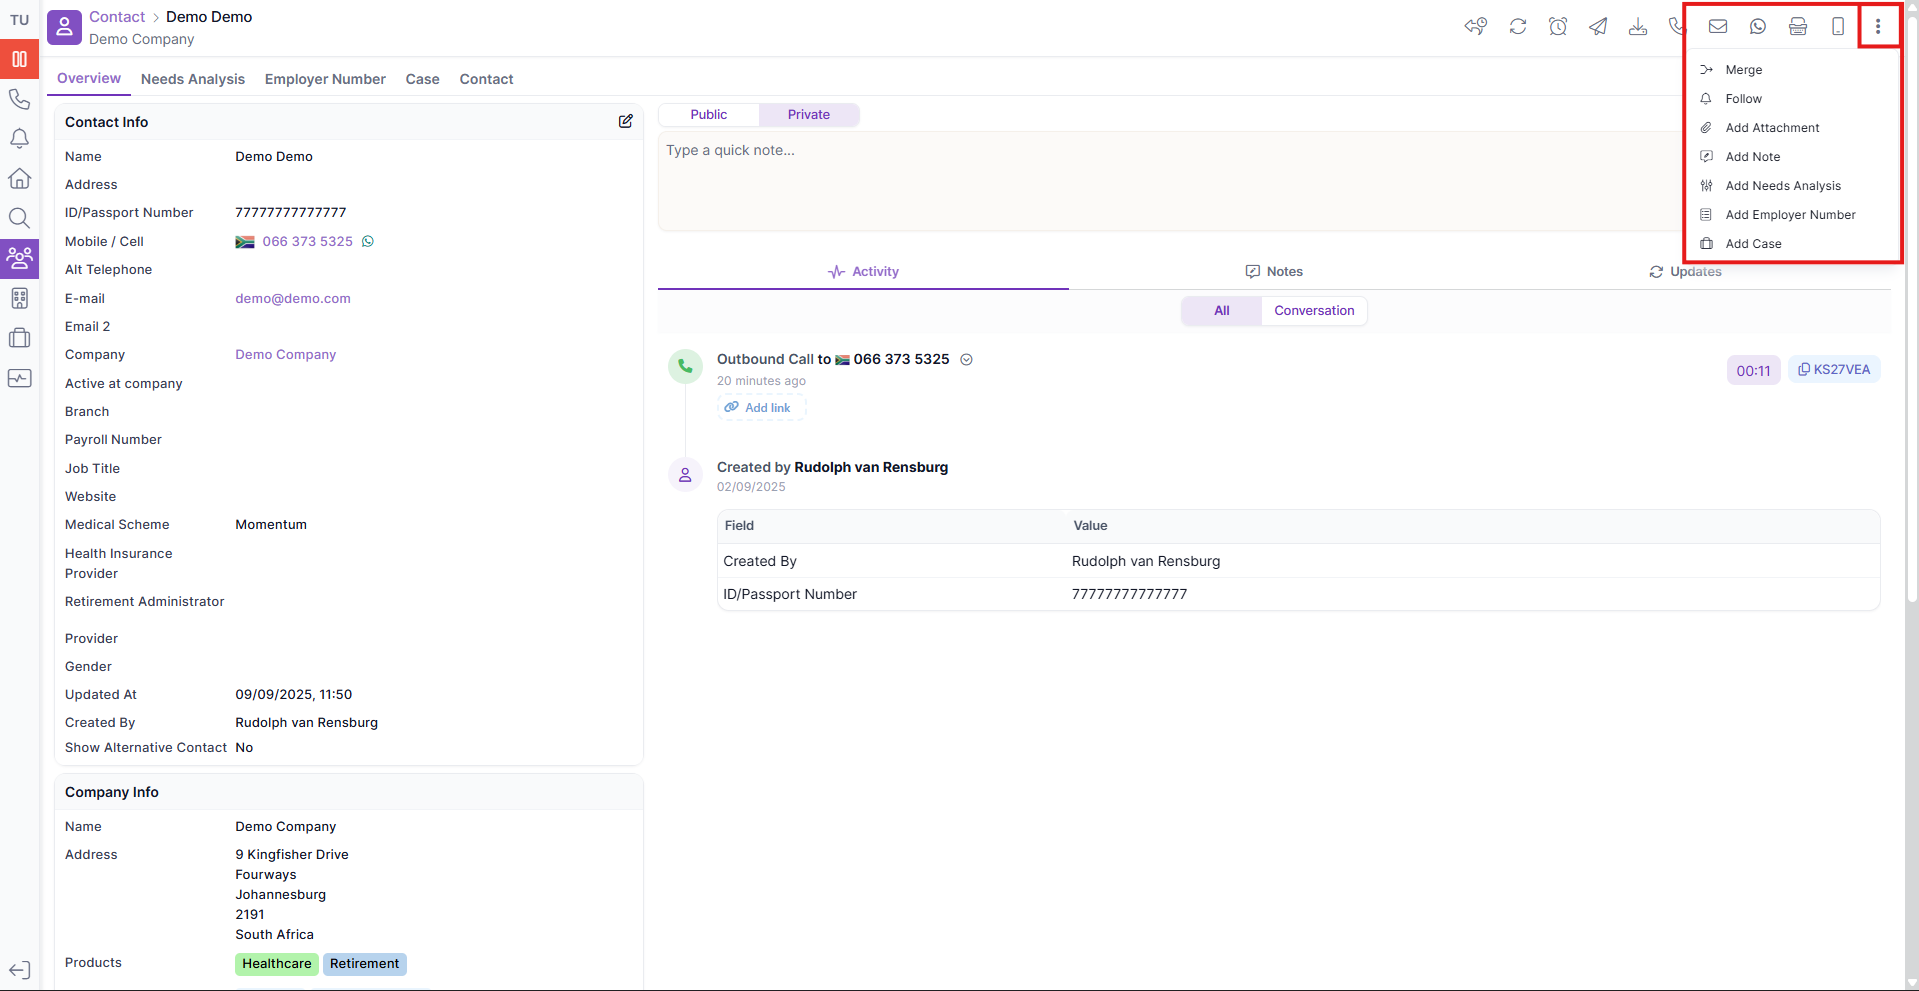 TU
Contact > Demo Demo
Demo Company
Overview Needs Analysis Employer Number Case Contact
Contact Info
Name Demo Demo
Address
ID/Passport Number 77777777777777
Mobile / Cell 066 373 5325
Alt Telephone
E-mail demo@demo.com
Email 2
Company Demo Company
Active at company
Branch
Payroll Number
Job Title
Website
Medical Scheme Momentum
Health Insurance
Provider
Retirement Administrator
Provider
Gender
Updated At 09/09/2025, 11:50
Created By Rudolph van Rensburg
Show Alternative Contact No
Company Info
Name Demo Company
Address 9 Kingfisher Drive
Fourways
Johannesburg
2191
South Africa
Products Healthcare Retirement
Public Private
Type a quick note...
Activity Notes Updates
All Conversation
Outbound Call to 066 373 5325
20 minutes ago
Add link
00:11 KS27VEA
Created by Rudolph van Rensburg
02/09/2025
Field Value
Created By Rudolph van Rensburg
ID/Passport Number 77777777777777
Merge
Follow
Add Attachment
Add Note
Add Needs Analysis
Add Employer Number
Add Case